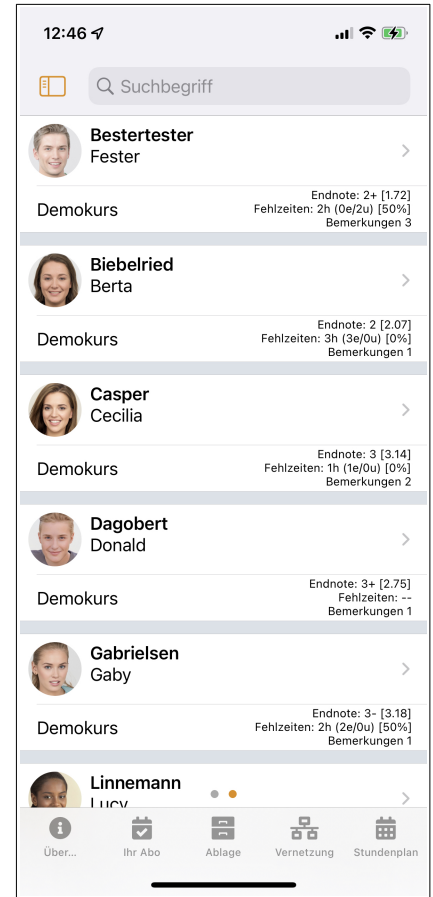 12:46
Suchbegriff
Bestertester
Fester
Demokurs
Endnote: 2+ [1.72]
Fehlzeiten: 2h (0e/2u) [50%]
Bemerkungen 3
Biebelried
Berta
Demokurs
Endnote: 2 [2.07]
Fehlzeiten: 3h (3e/0u) [0%]
Bemerkungen 1
Casper
Cecilia
Demokurs
Endnote: 3 [3.14]
Fehlzeiten: 1h (1e/0u) [0%]
Bemerkungen 2
Dagobert
Donald
Demokurs
Endnote: 3+ [2.75]
Fehlzeiten: --
Bemerkungen 1
Gabrielsen
Gaby
Demokurs
Endnote: 3- [3.18]
Fehlzeiten: 2h (2e/0u) [50%]
Bemerkungen 1
Linnemann
Lucy
Über...
Ihr Abo
Ablage
Vernetzung
Stundenplan